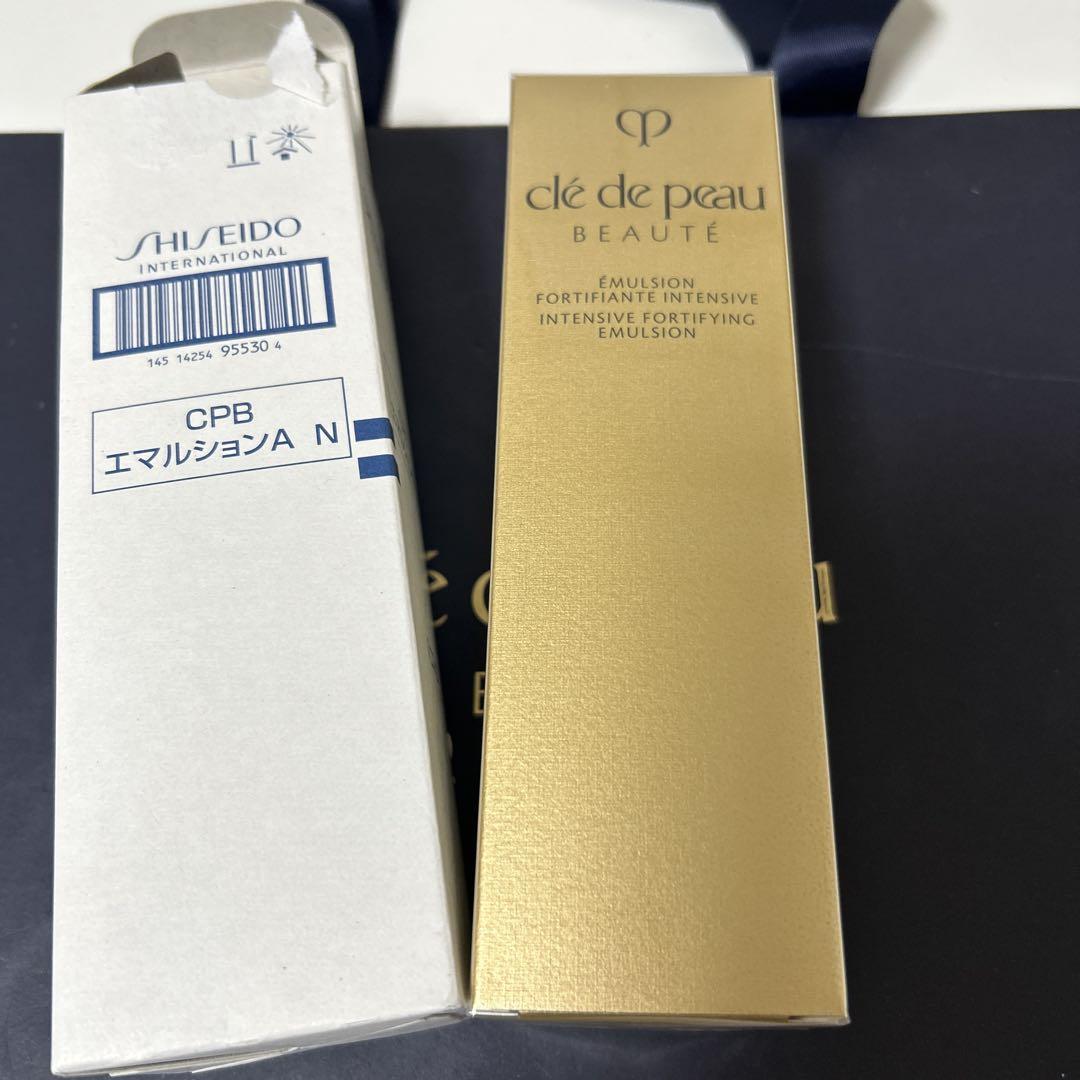 SHISEIDO
INTERNATIONAL
145 14254 95530 4
CPB
エマルションA N
clé de peau
BEAUTÉ
ÉMULSION
FORTIFIANTE INTENSIVE
INTENSIVE FORTIFYING
EMULSION